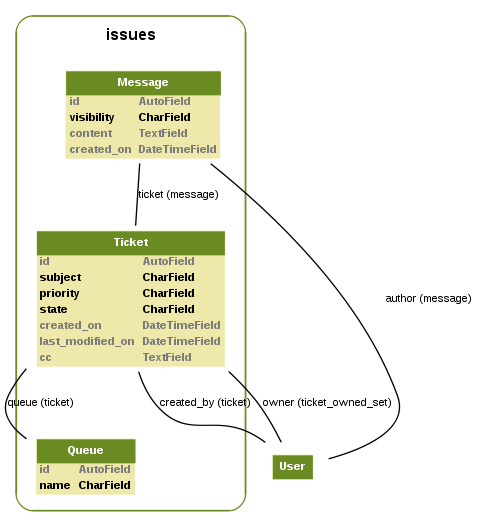 issues
Message
id AutoField
visibility CharField
content TextField
created_on DateTimeField
ticket (message)
Ticket
id AutoField
subject CharField
priority CharField
state CharField
created_on DateTimeField
last_modified_on DateTimeField
cc TextField
author (message)
queue (ticket)
created_by (ticket)
owner (ticket_owned_set)
Queue
id AutoField
name CharField
User